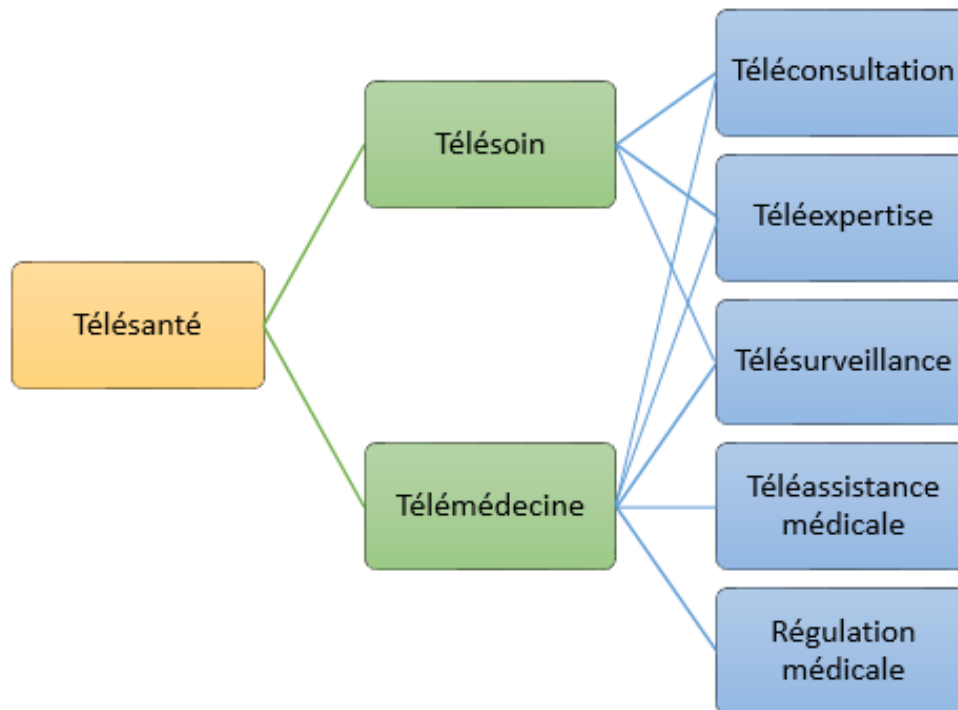 Télésanté
Télésoin
Télémédecine
Téléconsultation
Téléexpertise
Télésurveillance
Téléassistance
médicale
Régulation
médicale